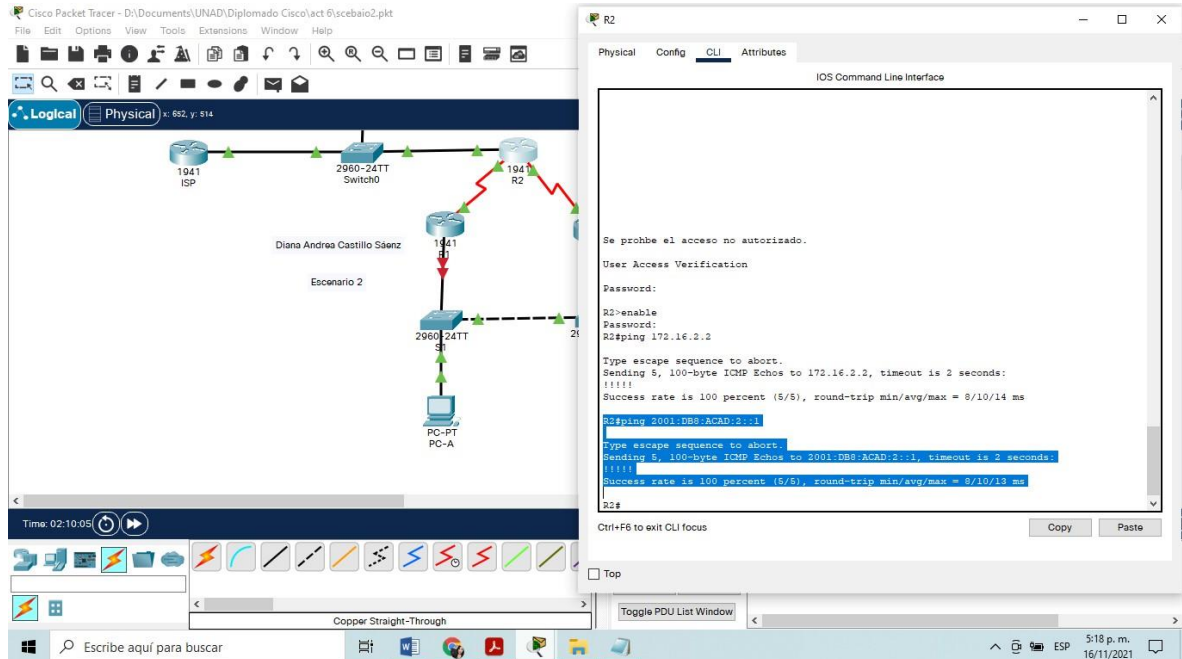 Cisco Packet Tracer - D:\Documents\UNAD\Diplomado Cisco\act 6\scebaio2.pkt
File Edit Options View Tools Extensions Window Help
Logical
Physical
x: 652, y: 514
1941
ISP
2960-24TT
Switch0
1941
R2
1941
R1
Diana Andrea Castillo Sáenz
Escenario 2
2960-24TT
S1
29
PC-PT
PC-A
Time: 02:10:05
Copper Straight-Through
R2
Physical Config CLI Attributes
IOS Command Line Interface
Se prohbe el acceso no autorizado.
User Access Verification
Password:
R2>enable
Password:
R2#ping 172.16.2.2
Type escape sequence to abort.
Sending 5, 100-byte ICMP Echos to 172.16.2.2, timeout is 2 seconds:
!!!!!
Success rate is 100 percent (5/5), round-trip min/avg/max = 8/10/14 ms
R2#ping 2001:DB8:ACAD:2::1
Type escape sequence to abort.
Sending 5, 100-byte ICMP Echos to 2001:DB8:ACAD:2::1, timeout is 2 seconds:
!!!!!
Success rate is 100 percent (5/5), round-trip min/avg/max = 8/10/13 ms
R2#
Ctrl+F6 to exit CLI focus
Copy
Paste
Top
Toggle PDU List Window
Escribe aquí para buscar
ESP
5:18 p. m.
16/11/2021